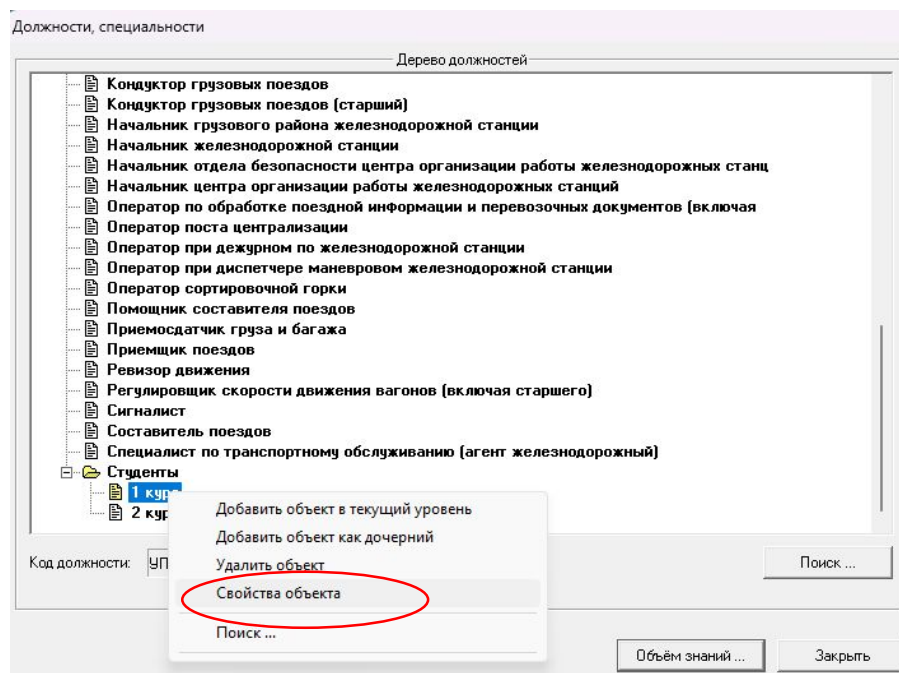 Должности, специальности
Дерево должностей
Кондуктор грузовых поездов
Кондуктор грузовых поездов (старший)
Начальник грузового района железнодорожной станции
Начальник железнодорожной станции
Начальник отдела безопасности центра организации работы железнодорожных станц
Начальник центра организации работы железнодорожных станций
Оператор по обработке поездной информации и перевозочных документов (включая
Оператор поста централизации
Оператор при дежурном по железнодорожной станции
Оператор при диспетчере маневровом железнодорожной станции
Оператор сортировочной горки
Помощник составителя поездов
Приемосдатчик груза и багажа
Приемщик поездов
Ревизор движения
Регулировщик скорости движения вагонов (включая старшего)
Сигналист
Составитель поездов
Специалист по транспортному обслуживанию (агент железнодорожный)
Студенты
1 курс
2 кур
Добавить объект в текущий уровень
Добавить объект как дочерний
Удалить объект
Свойства объекта
Поиск ...
Код должности: УП
Поиск ...
Объём знаний ...
Закрыть